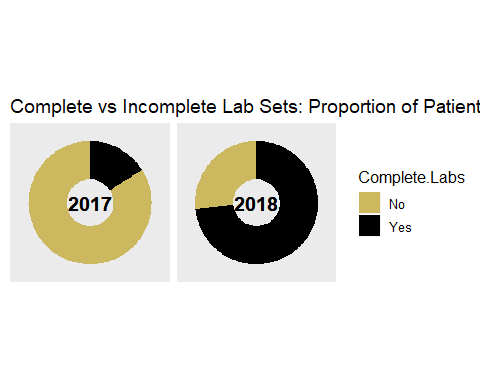 Complete vs Incomplete Lab Sets: Proportion of Patient
2017
2018
Complete.Labs
No
Yes